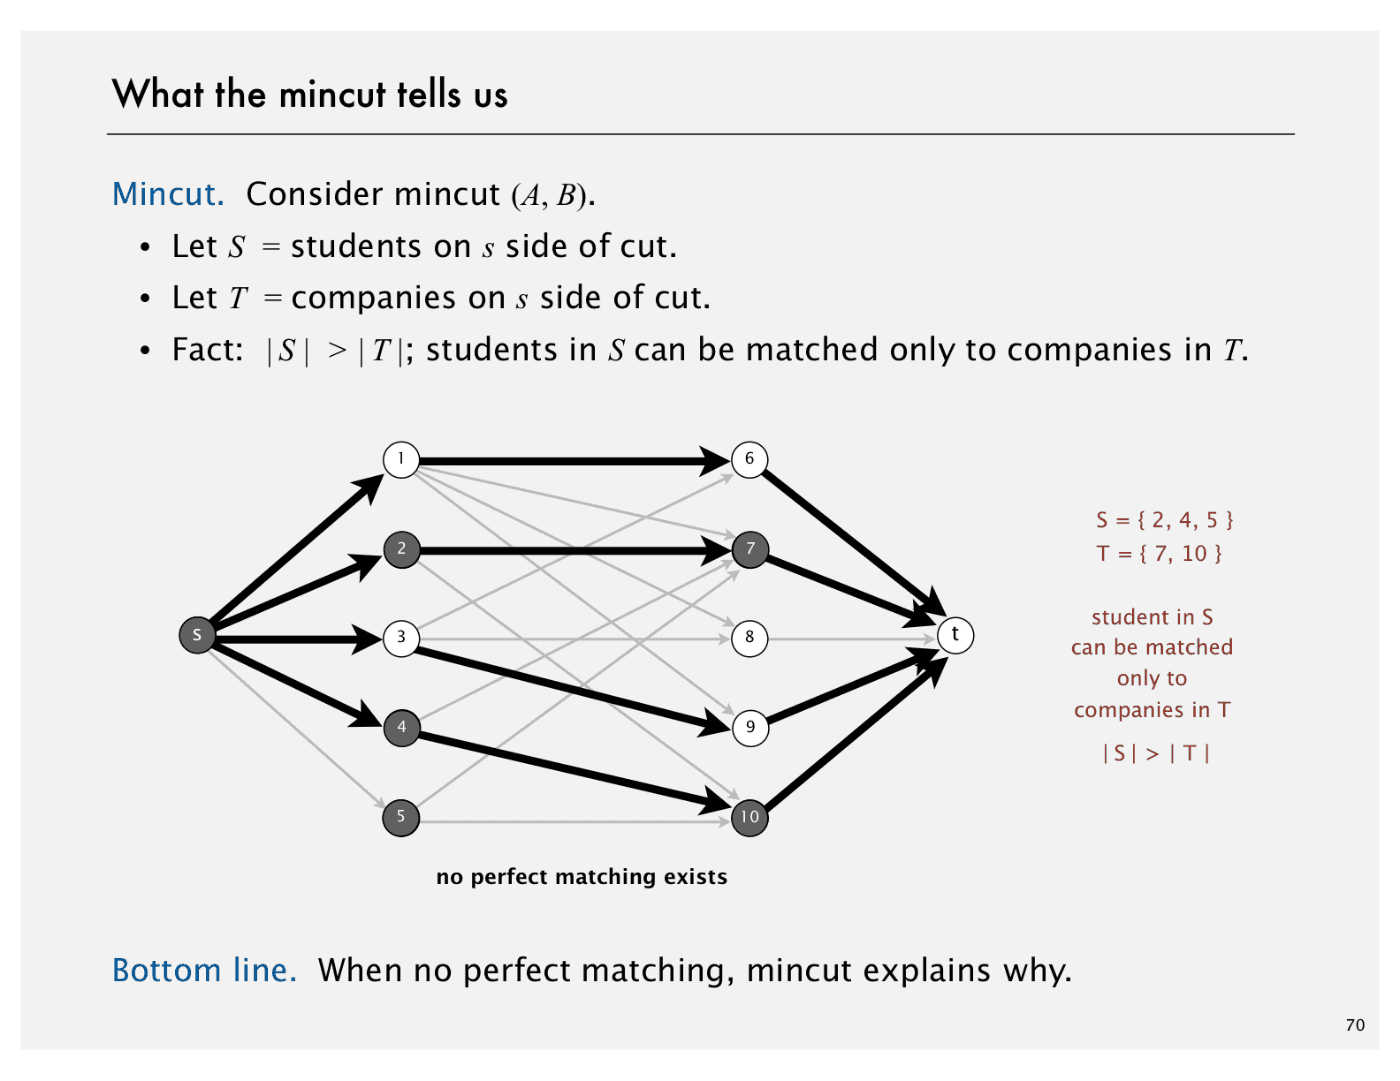 What the mincut tells us
Mincut. Consider mincut (A, B).
• Let S = students on s side of cut.
• Let T = companies on s side of cut.
• Fact: | S | > | T |; students in S can be matched only to companies in T.
1
6
2
7
s
3
8
t
4
9
5
10
S = { 2, 4, 5 }
T = { 7, 10 }
student in S
can be matched
only to
companies in T
| S | > | T |
no perfect matching exists
Bottom line. When no perfect matching, mincut explains why.
70